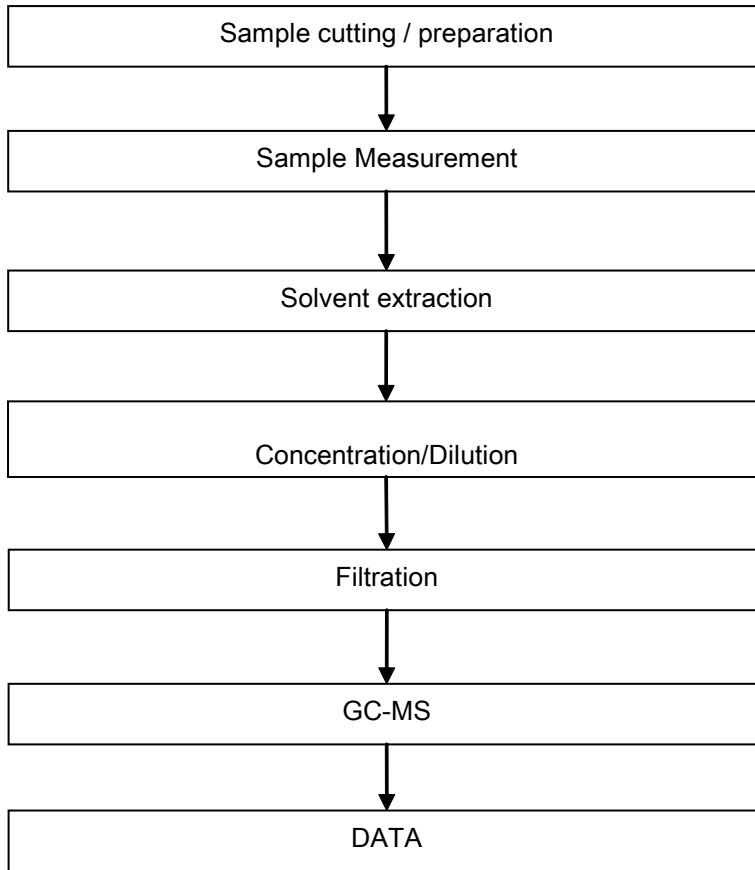 Sample cutting / preparation
Sample Measurement
Solvent extraction
Concentration/Dilution
Filtration
GC-MS
DATA